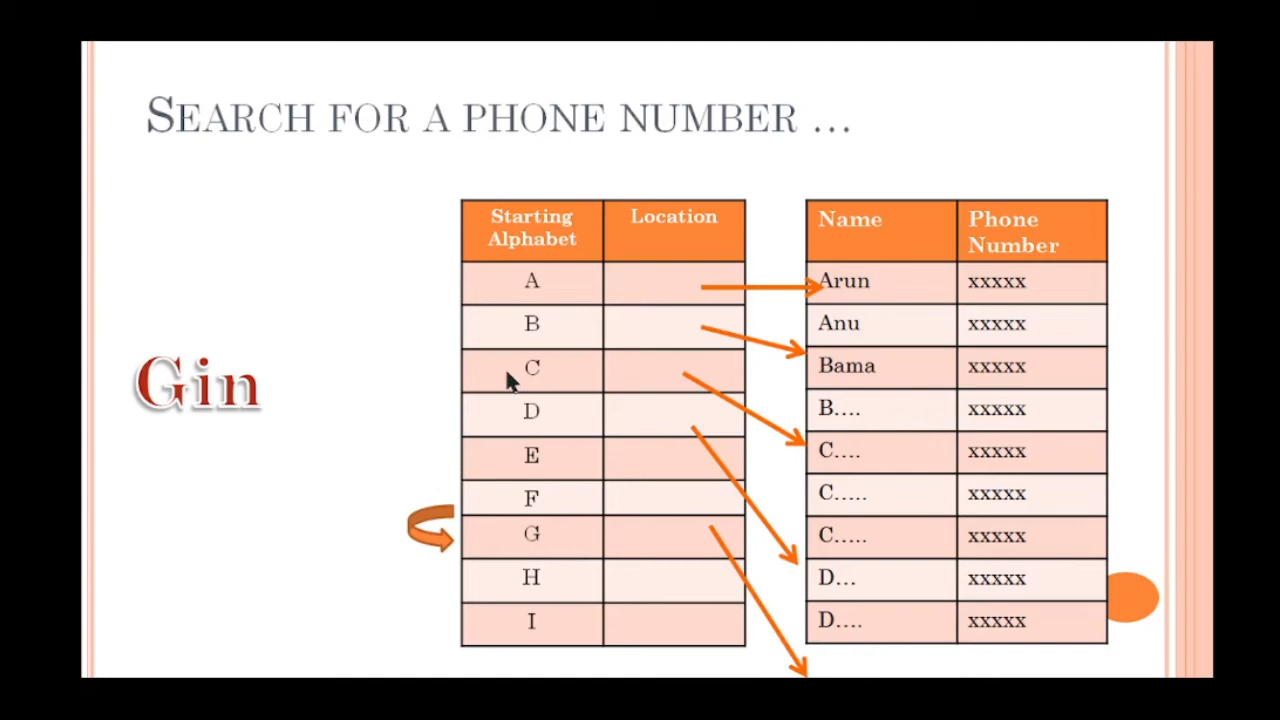 SEARCH FOR A PHONE NUMBER ...
Gin
Starting Alphabet Location
A
B
C
D
E
F
G
H
I
Name Phone Number
Arun xxxxx
Anu xxxxx
Bama xxxxx
B.... xxxxx
C.... xxxxx
C..... xxxxx
C..... xxxxx
D... xxxxx
D.... xxxxx